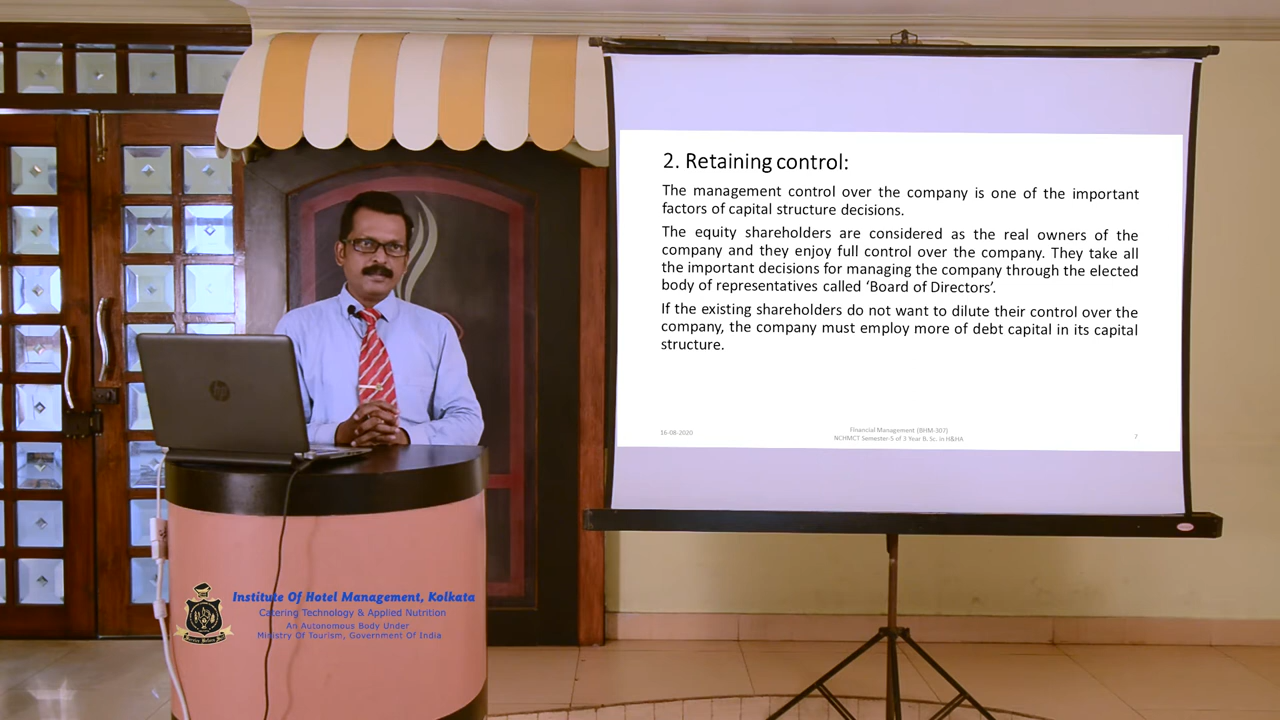 2. Retaining control:
The management control over the company is one of the important
factors of capital structure decisions.
The equity shareholders are considered as the real owners of the
company and they enjoy full control over the company. They take all
the important decisions for managing the company through the elected
body of representatives called ‘Board of Directors’.
If the existing shareholders do not want to dilute their control over the
company, the company must employ more of debt capital in its capital
structure.
16-08-2020
Financial Management (BHM-307)
NCHMCT Semester-5 of 3 Year B. Sc. in H&HA
7
hp
Institute Of Hotel Management, Kolkata
Catering Technology & Applied Nutrition
An Autonomous Body Under
Ministry Of Tourism, Government Of India